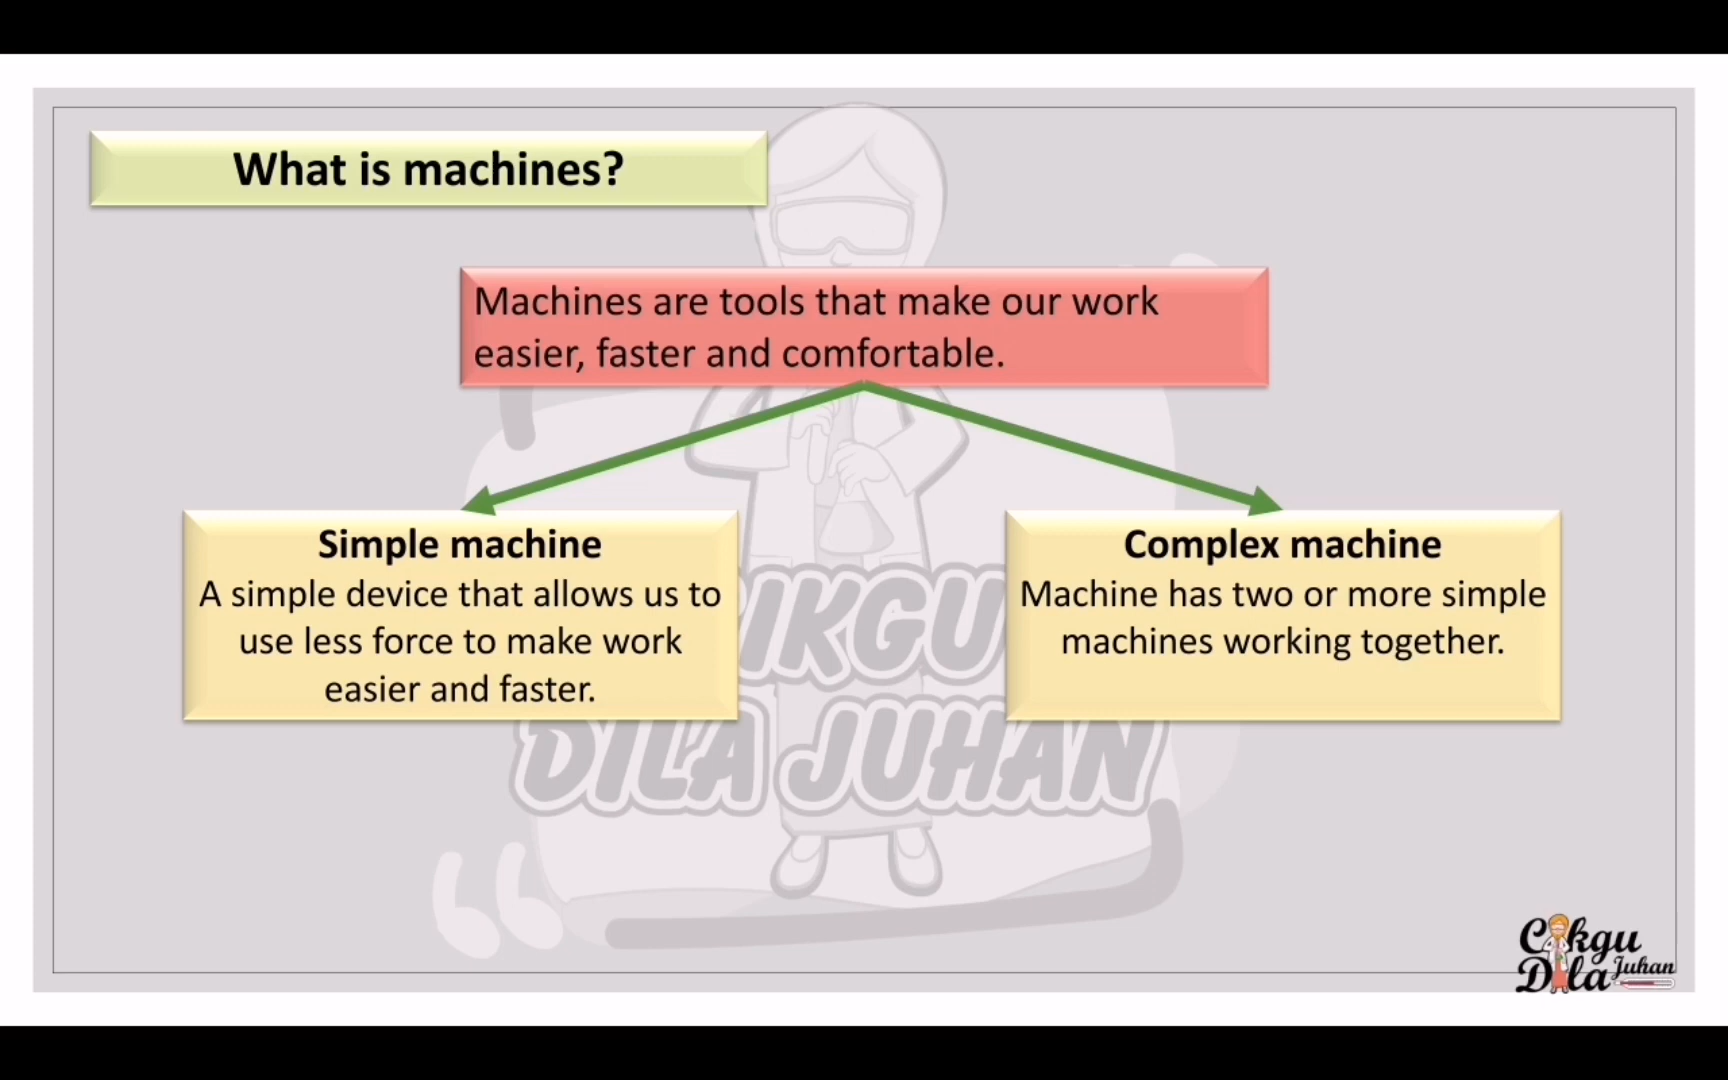 What is machines?
Machines are tools that make our work
easier, faster and comfortable.
Simple machine
A simple device that allows us to
use less force to make work
easier and faster.
Complex machine
Machine has two or more simple
machines working together.
IKGU
DILA JUHAN
Cikgu
Dila Juhan